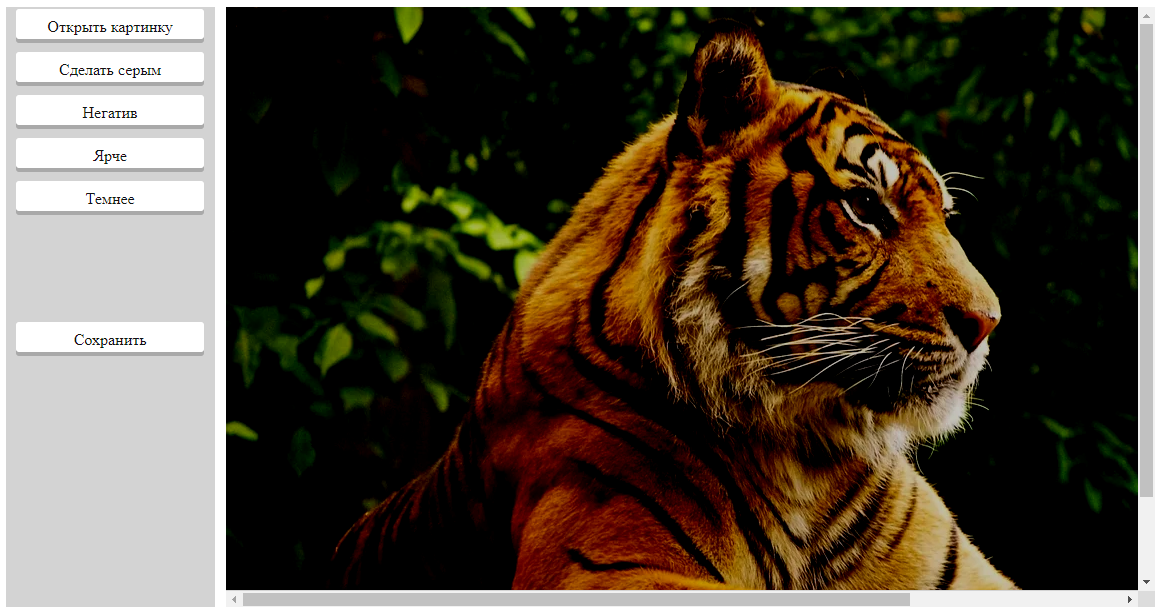 Открыть картинку
Сделать серым
Негатив
Ярче
Темнее
Сохранить